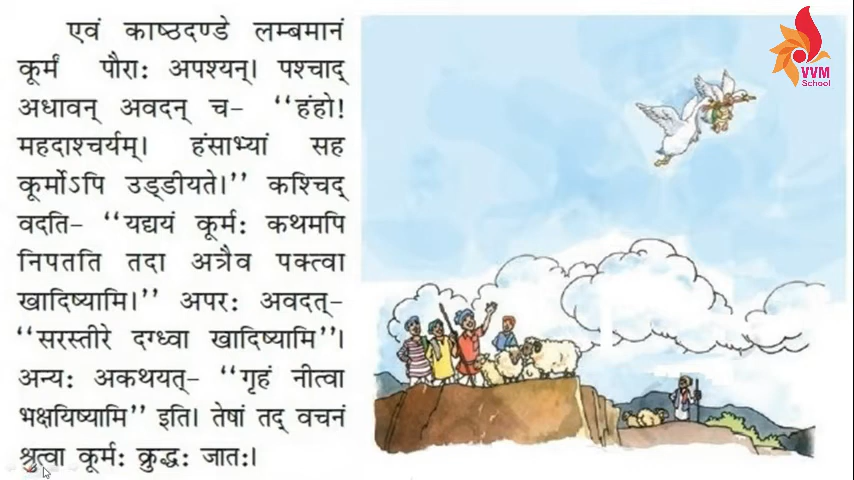 एवं काष्ठदण्डे लम्बमानं
कूर्मं पौराः अपश्यन्। पश्चाद्
अधावन् अवदन् च- ‘‘हंहो!
महदाश्चर्यम्। हंसाभ्यां सह
कूर्मोऽपि उड्डीयते।’’ कश्चिद्
वदति- ‘‘यद्ययं कूर्मः कथमपि
निपतति तदा अत्रैव पक्त्वा
खादिष्यामि।’’ अपरः अवदत्-
‘‘सरस्तीरे दग्ध्वा खादिष्यामि’’।
अन्यः अकथयत्- ‘‘गृहं नीत्वा
भक्षयिष्यामि’’ इति। तेषां तद् वचनं
श्रुत्वा कूर्मः क्रुद्धः जातः।
VVM
School